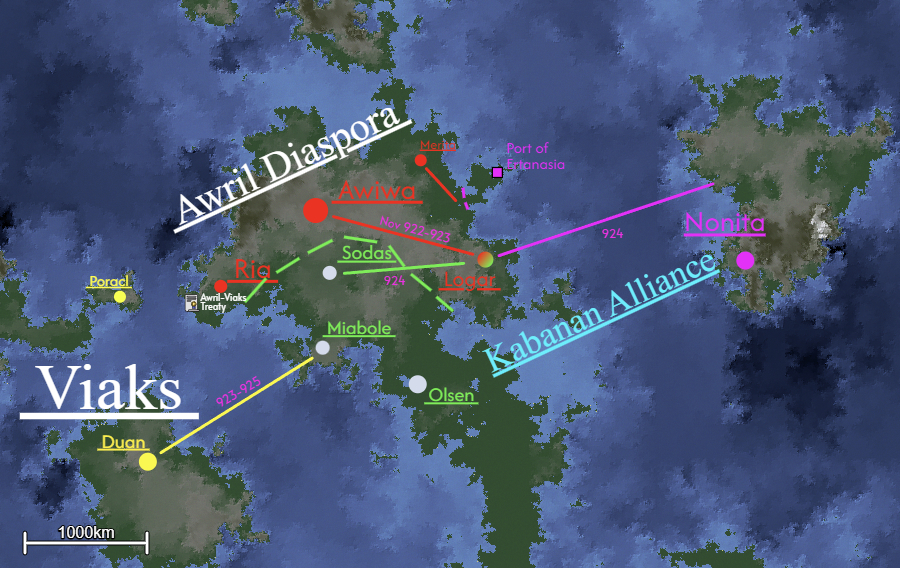 Awril Diaspora
Port of
Ertanasia
Awiwa
Nov 922-923
Nonita
924
Sodas
Ria
924
Logar
Poracl
Awril-Viaks
Treaty
Kabanan Alliance
Miabole
Viaks
923-925
Olsen
Duan
1000km